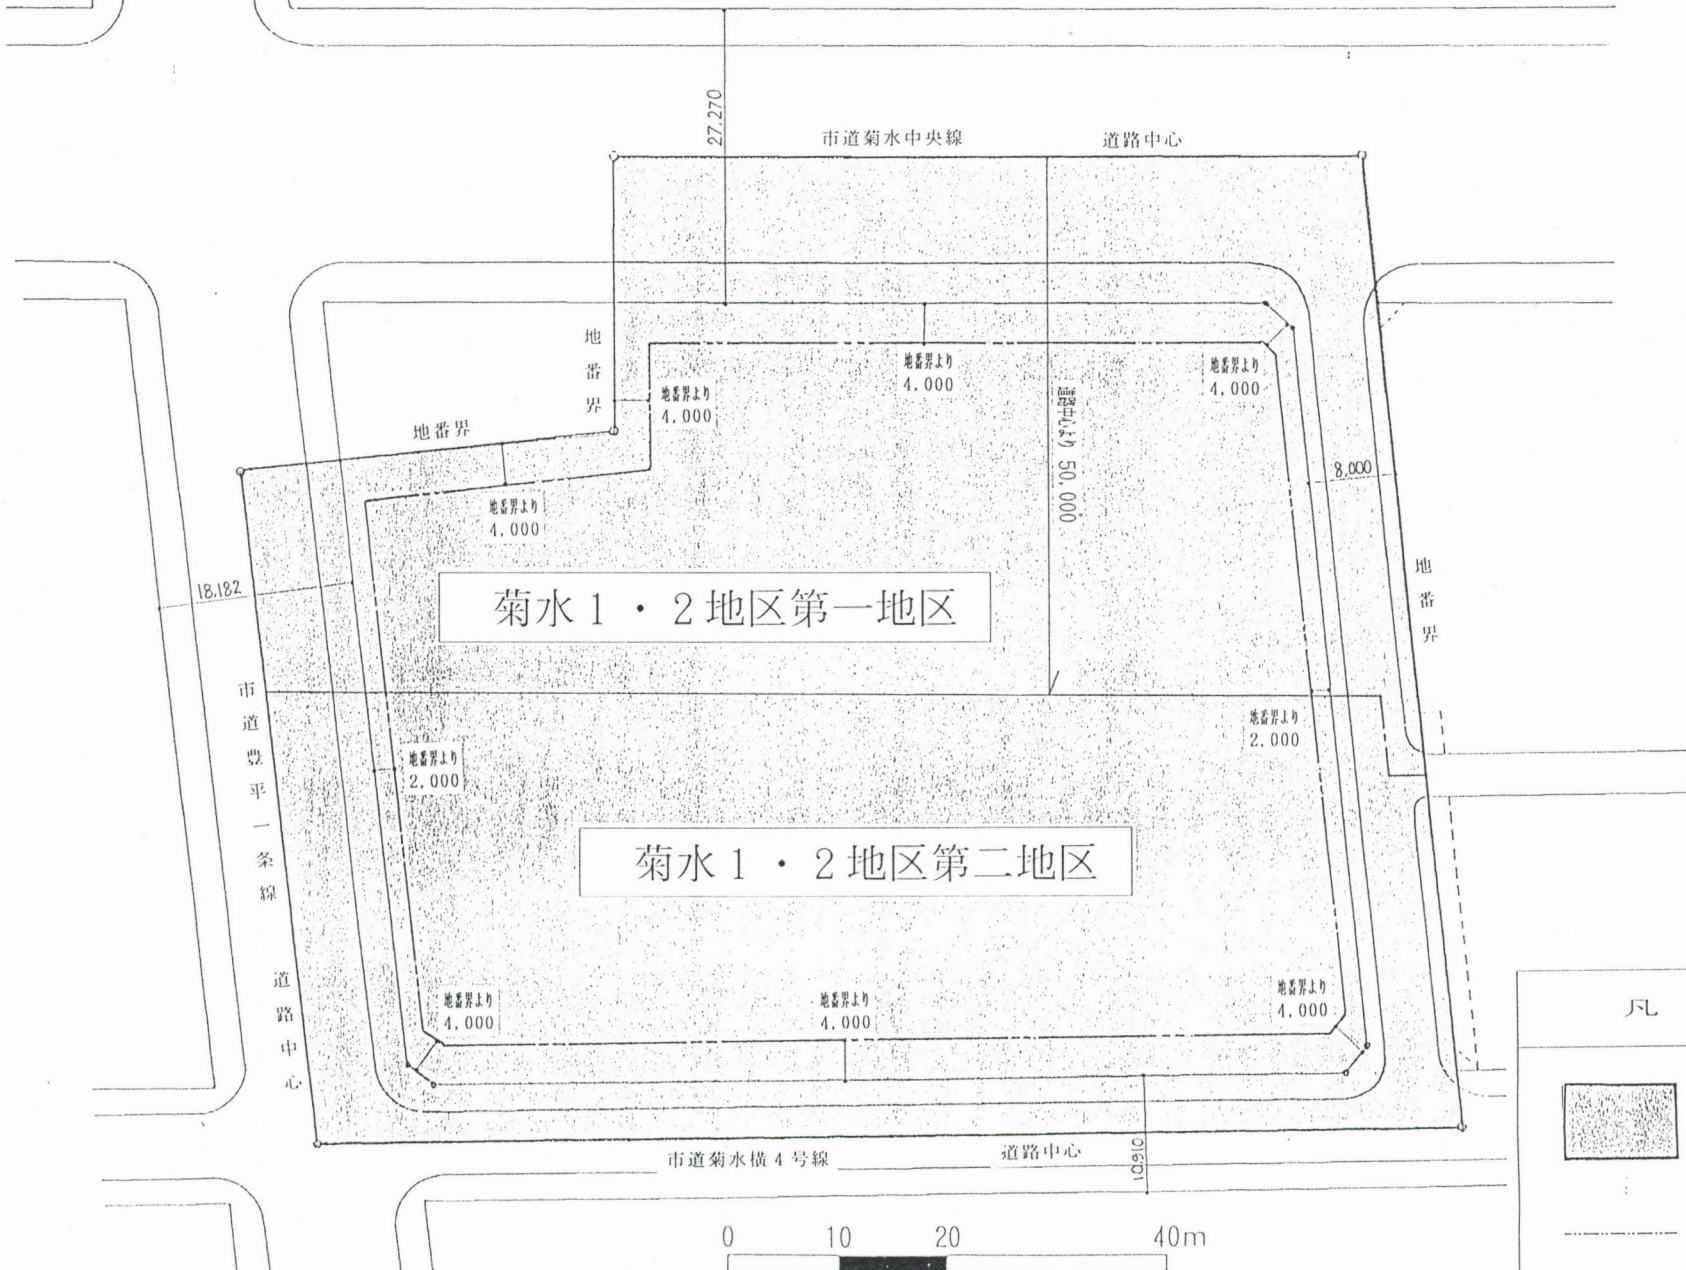 27.270
市道菊水中央線 道路中心
地番界
地番界より
4.000
地番界より
4.000
地番界より
4.000
道路中心より 50.000
地番界
地番界より
4.000
8.000
地番界
18.182
菊水1・2地区第一地区
市道豊平一条線 道路中心
地番界より
2.000
地番界より
2.000
菊水1・2地区第二地区
地番界より
4.000
地番界より
4.000
地番界より
4.000
凡
市道菊水横4号線 道路中心
10.910
0 10 20 40m